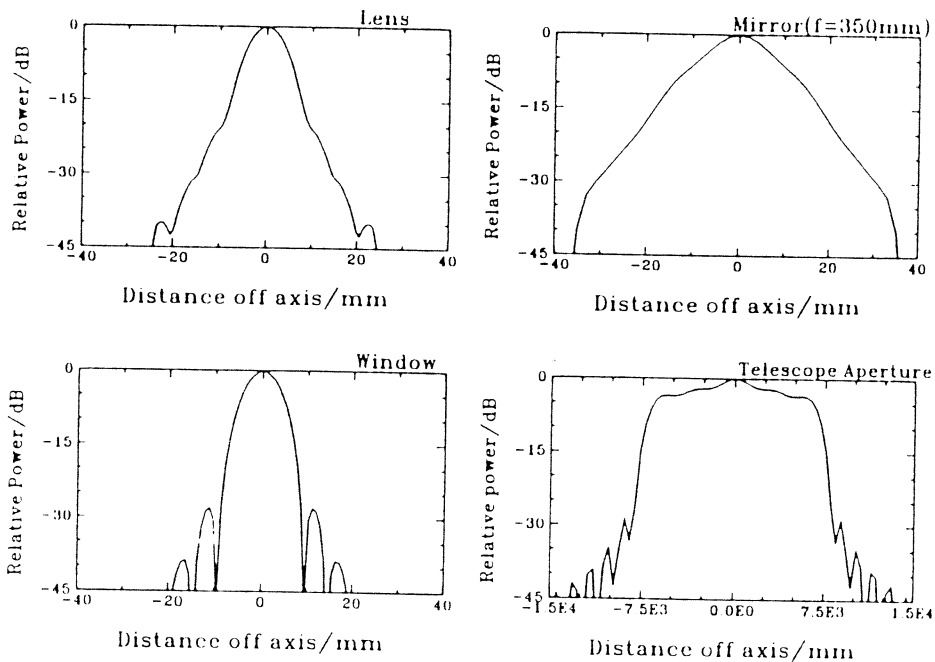 Lens
0
-15
-30
-45
Relative Power/dB
-40 -20 0 20 40
Distance off axis/mm
Mirror(f=350mm)
0
-15
-30
-45
Relative Power/dB
-40 -20 0 20 40
Distance off axis/mm
Window
0
-15
-30
-45
Relative Power/dB
-40 -20 0 20 40
Distance off axis/mm
Telescope Aperture
0
-15
-30
-45
Relative power/dB
-1.5E4 -7.5E3 0.0E0 7.5E3 1.5E4
Distance off axis/mm